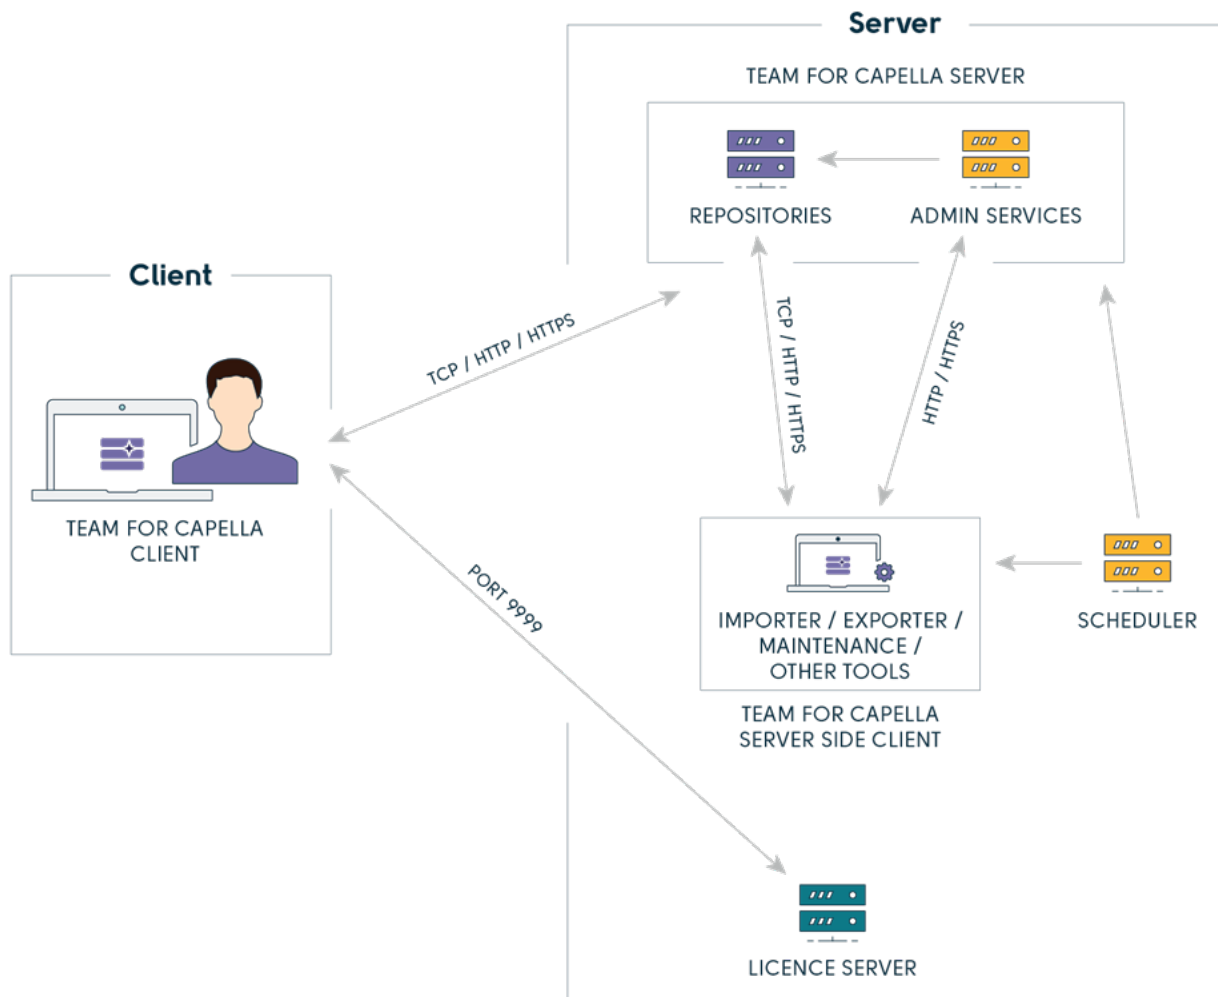 Server
TEAM FOR CAPELLA SERVER
REPOSITORIES
ADMIN SERVICES
Client
TCP / HTTP / HTTPS
TCP / HTTP / HTTPS
HTTP / HTTPS
TEAM FOR CAPELLA
CLIENT
PORT 9999
IMPORTER / EXPORTER /
MAINTENANCE /
OTHER TOOLS
SCHEDULER
TEAM FOR CAPELLA
SERVER SIDE CLIENT
LICENCE SERVER